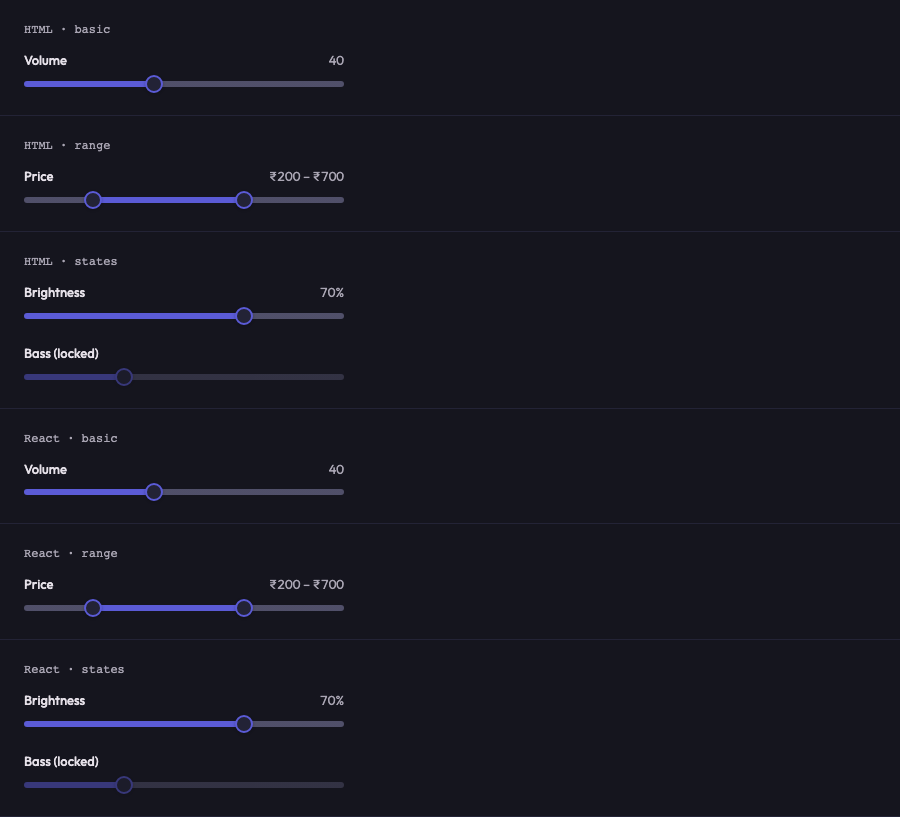 HTML · basic
Volume 40
HTML · range
Price ₹200 – ₹700
HTML · states
Brightness 70%
Bass (locked)
React · basic
Volume 40
React · range
Price ₹200 – ₹700
React · states
Brightness 70%
Bass (locked)